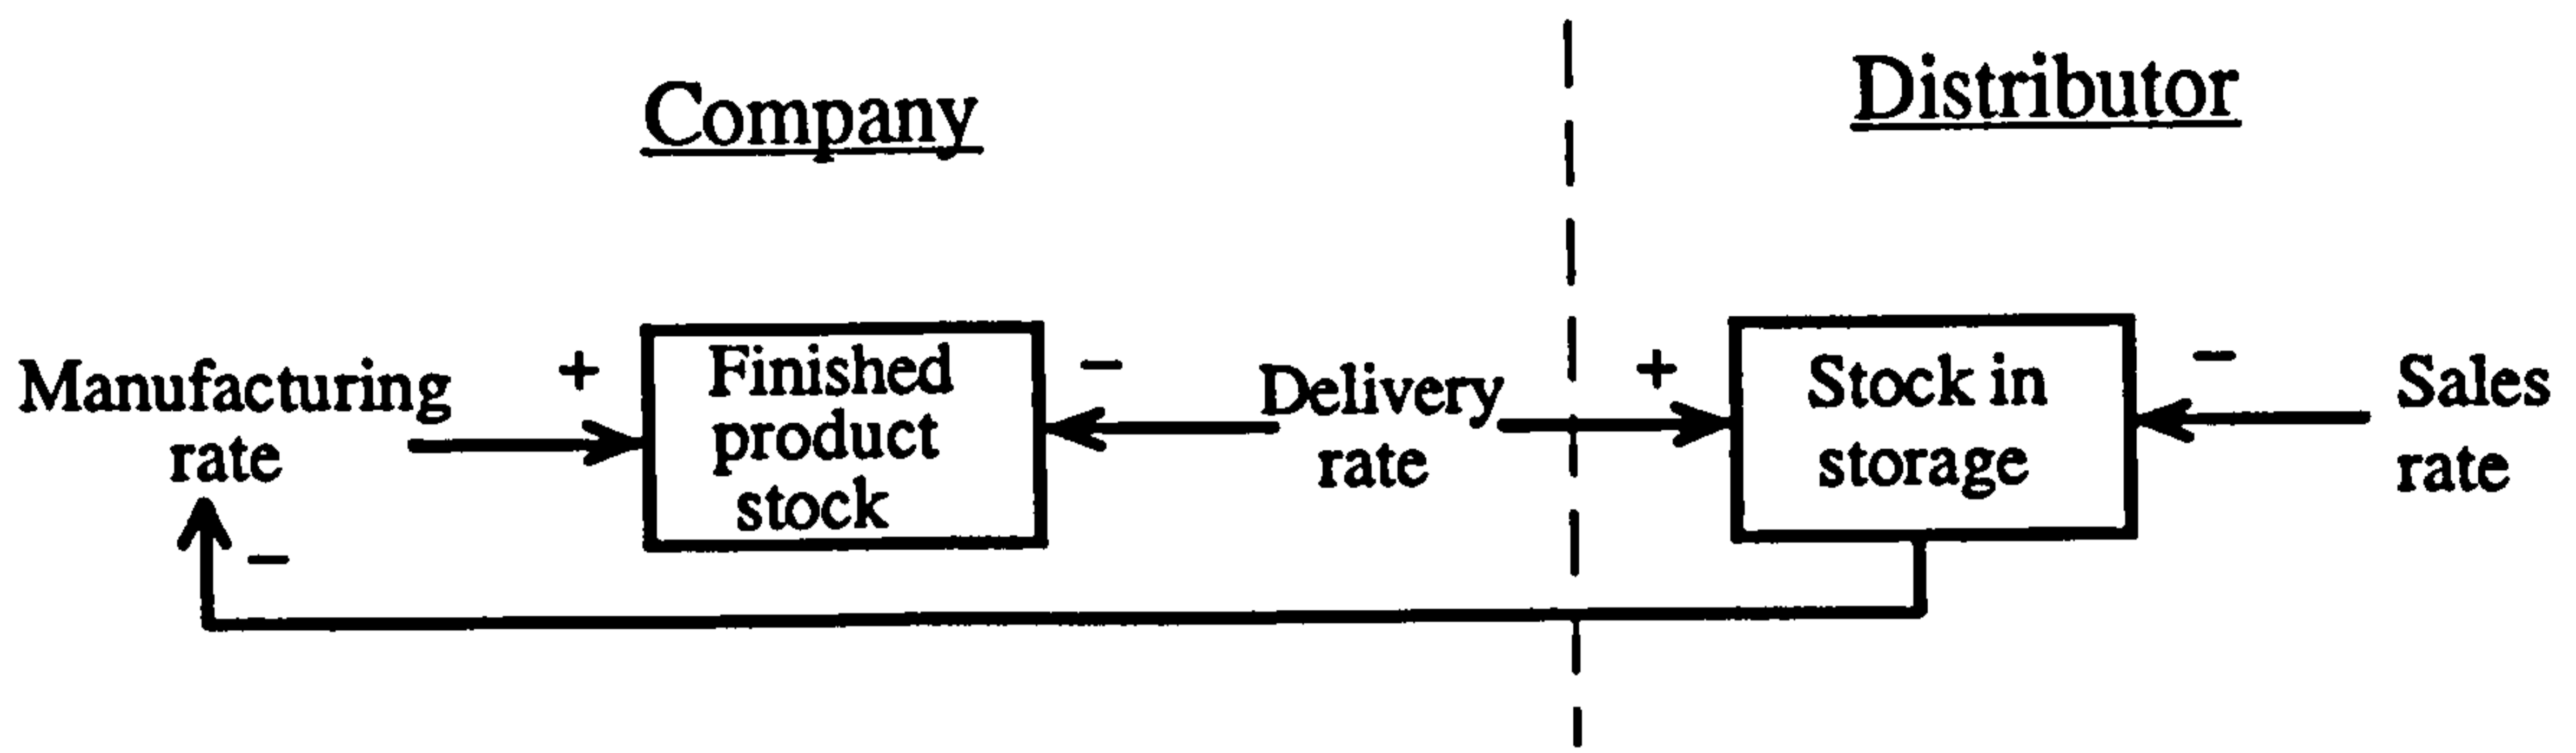 Company
Distributor
Manufacturing
rate
+
Finished
product
stock
−
Delivery
rate
+
Stock in
storage
−
Sales
rate
−